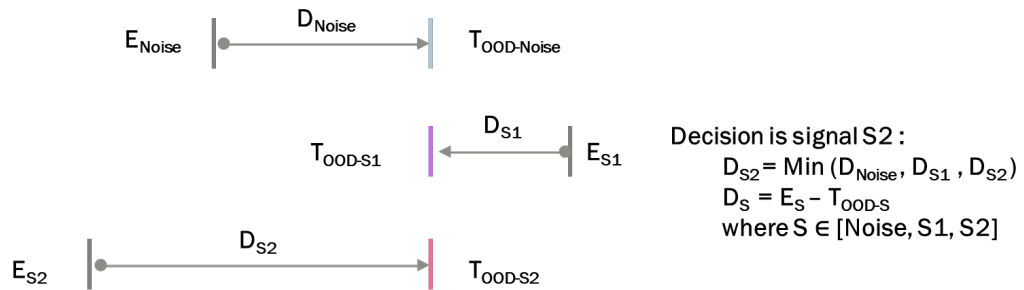 D_Noise
E_Noise
T_OOD-Noise
D_S1
T_OOD-S1
E_S1
Decision is signal S2 :
D_S2 = Min (D_Noise, D_S1 , D_S2)
D_S = E_S – T_OOD-S
where S ∈ [Noise, S1, S2]
D_S2
E_S2
T_OOD-S2